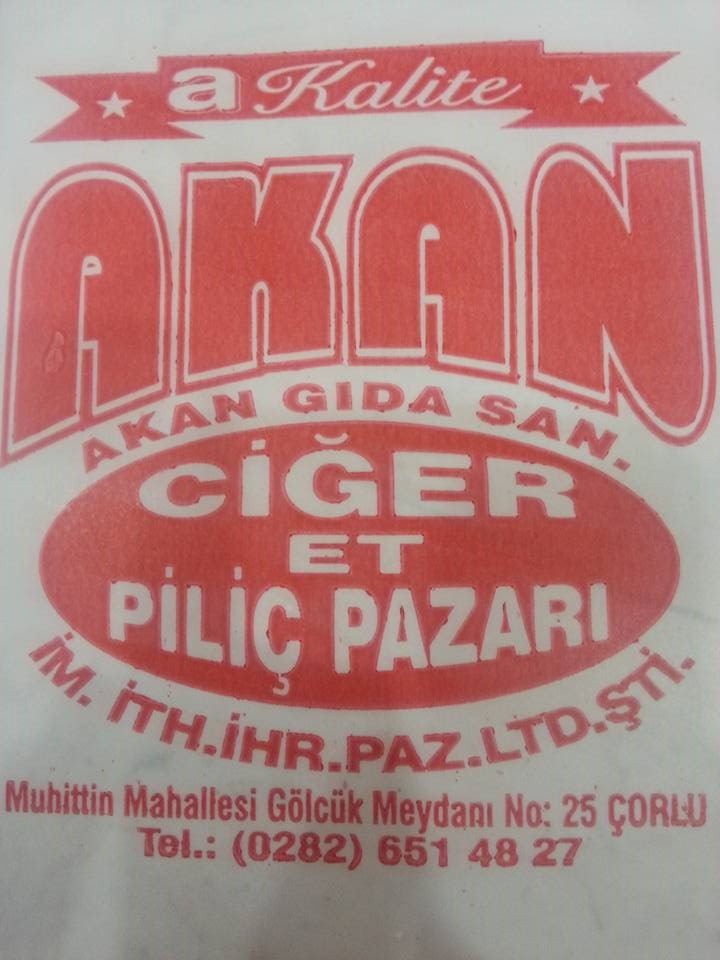 a Kalite
AKAN
AKAN GIDA SAN.
CİĞER
ET
PİLİÇ PAZARI
İM. İTH.İHR.PAZ.LTD.ŞTİ.
Muhittin Mahallesi Gölcük Meydanı No: 25 ÇORLU
Tel.: (0282) 651 48 27